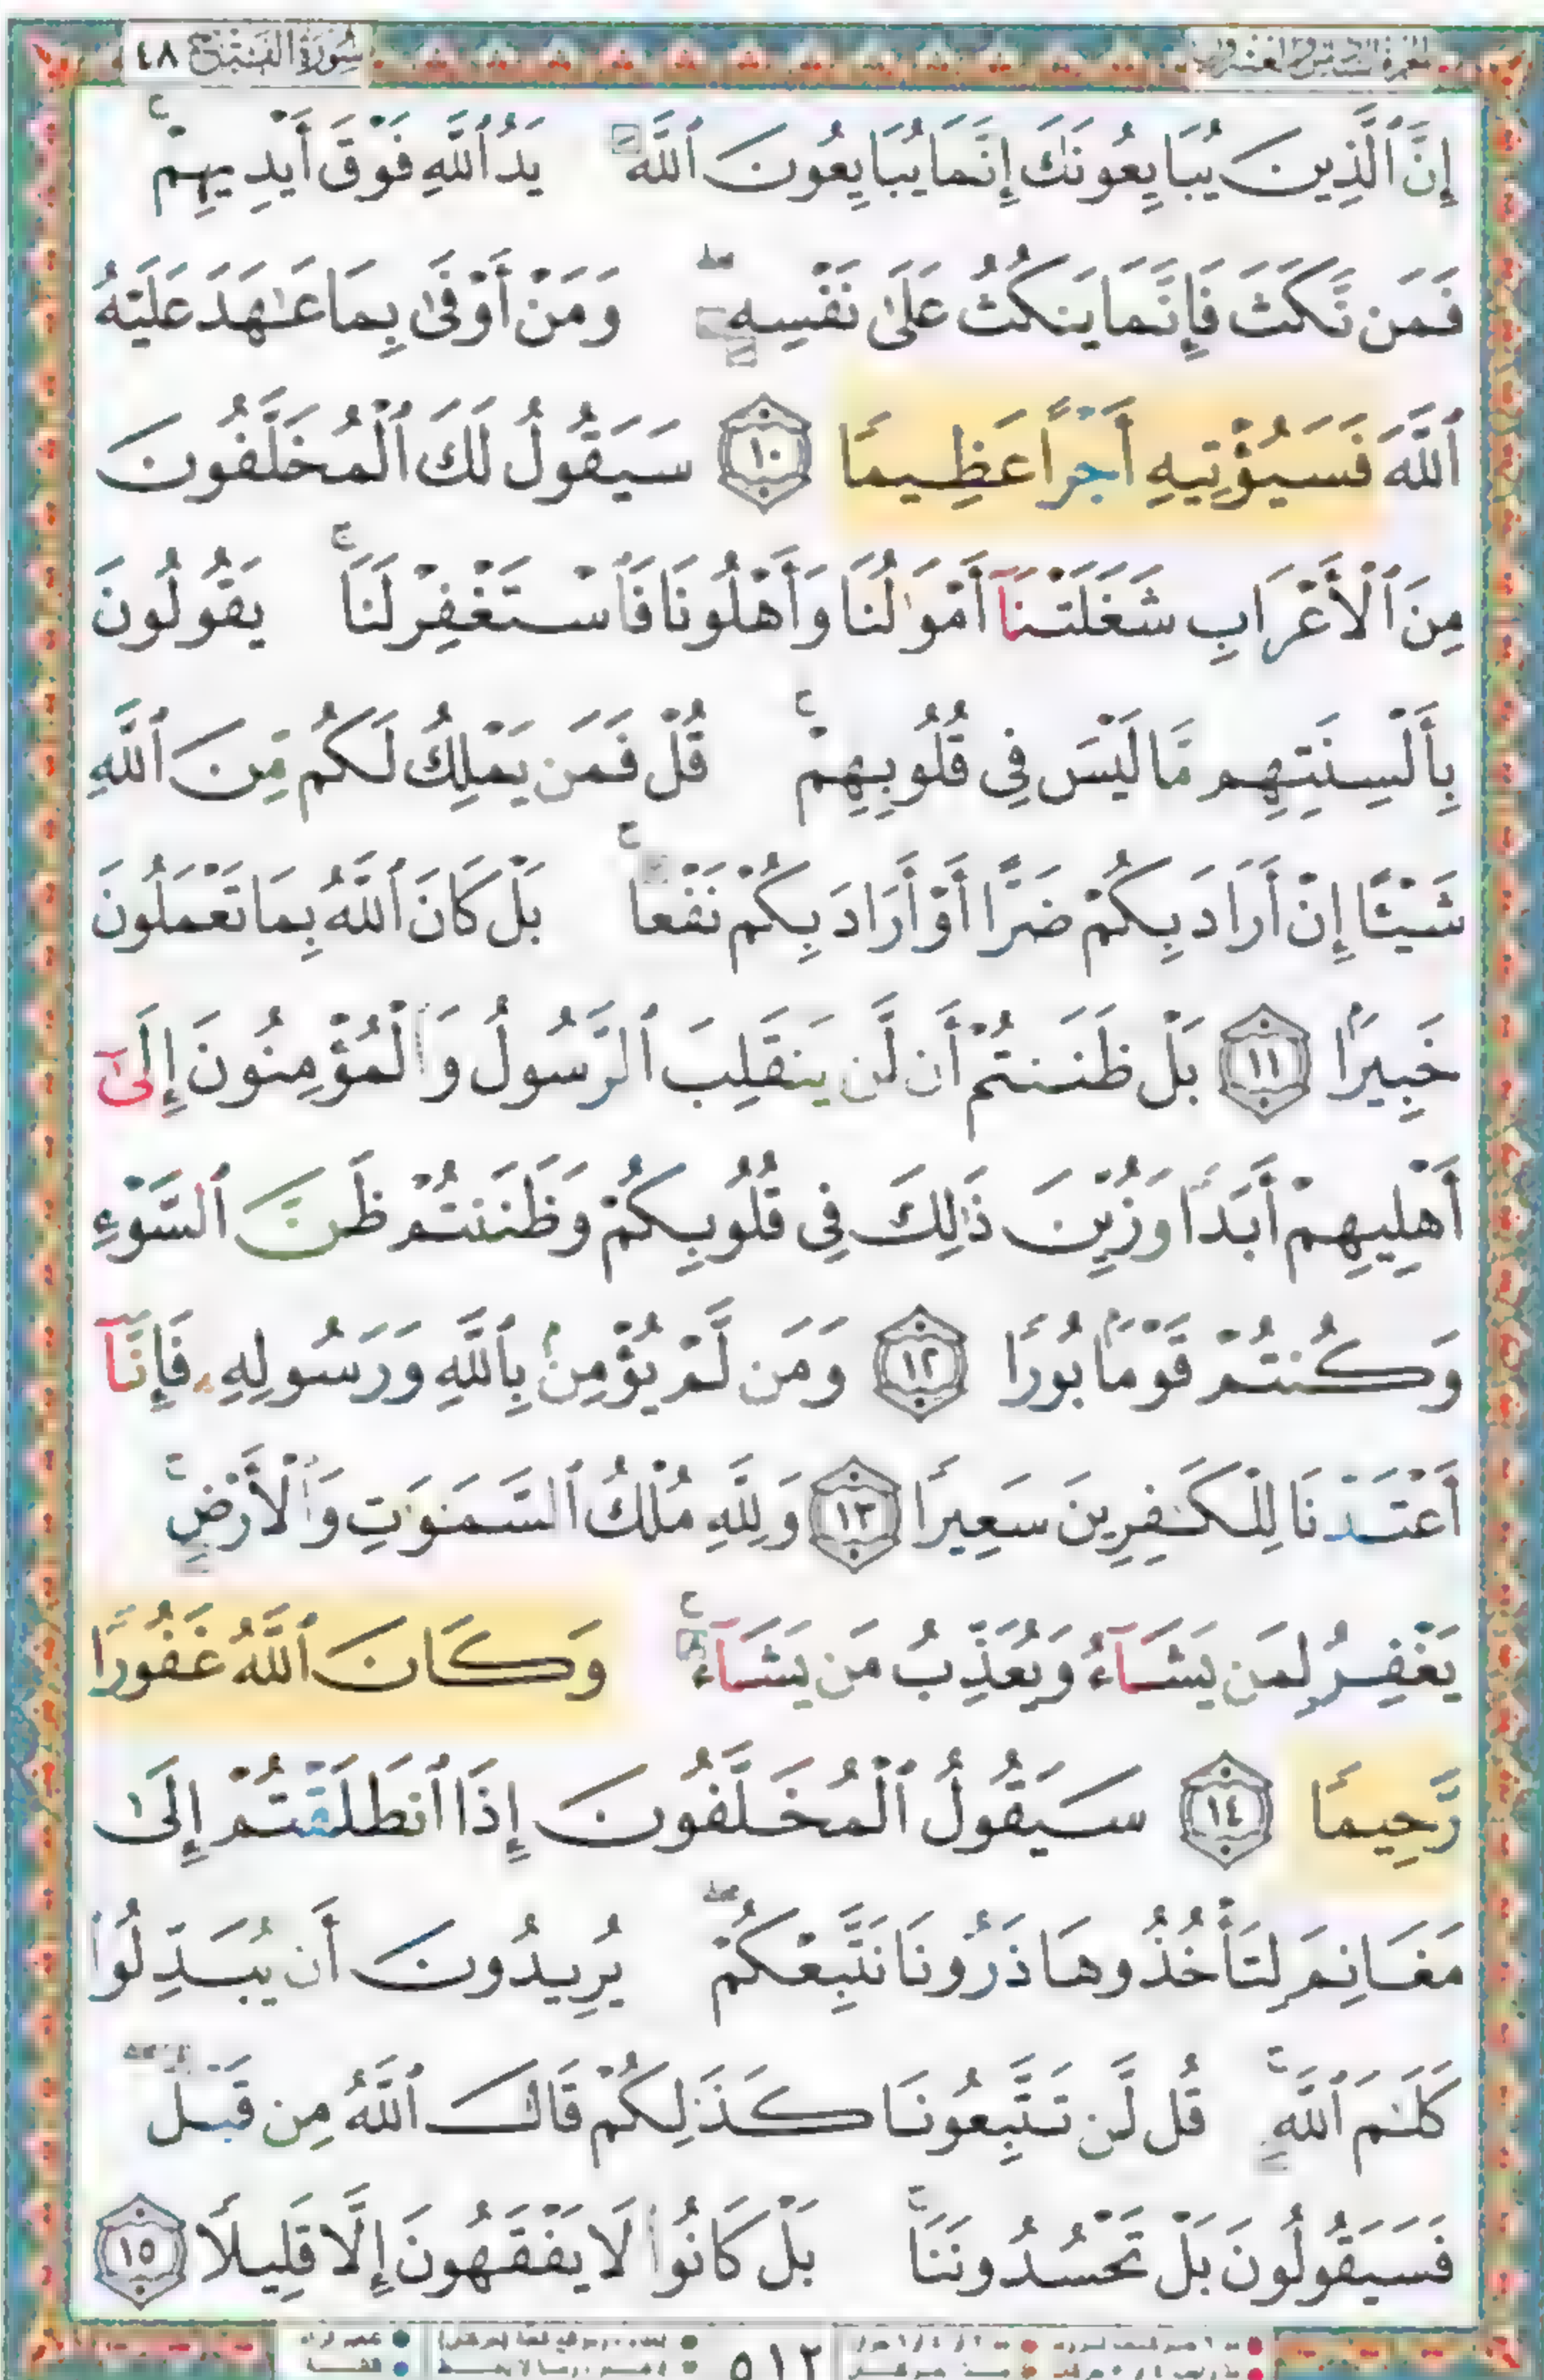 سُورَةُ الفَتْحِ ٤٨
إِنَّ ٱلَّذِينَ يُبَايِعُونَكَ إِنَّمَا يُبَايِعُونَ ٱللَّهَ يَدُ ٱللَّهِ فَوْقَ أَيْدِيهِمْ ۚ
فَمَن نَّكَثَ فَإِنَّمَا يَنكُثُ عَلَىٰ نَفْسِهِ ۖ وَمَنْ أَوْفَىٰ بِمَا عَـٰهَدَ عَلَيْهُ
ٱللَّهَ فَسَيُؤْتِيهِ أَجْرًا عَظِيمًا ١٠ سَيَقُولُ لَكَ ٱلْمُخَلَّفُونَ
مِنَ ٱلْأَعْرَابِ شَغَلَتْنَآ أَمْوَٰلُنَا وَأَهْلُونَا فَٱسْتَغْفِرْ لَنَا ۚ يَقُولُونَ
بِأَلْسِنَتِهِم مَّا لَيْسَ فِى قُلُوبِهِمْ ۚ قُلْ فَمَن يَمْلِكُ لَكُم مِّنَ ٱللَّهِ
شَيْـًٔا إِنْ أَرَادَ بِكُمْ ضَرًّا أَوْ أَرَادَ بِكُمْ نَفْعًۢا ۚ بَلْ كَانَ ٱللَّهُ بِمَا تَعْمَلُونَ
خَبِيرًۢا ١١ بَلْ ظَنَنتُمْ أَن لَّن يَنقَلِبَ ٱلرَّسُولُ وَٱلْمُؤْمِنُونَ إِلَىٰٓ
أَهْلِيهِمْ أَبَدًا وَزُيِّنَ ذَٰلِكَ فِى قُلُوبِكُمْ وَظَنَنتُمْ ظَنَّ ٱلسَّوْءِ
وَكُنتُمْ قَوْمًۢا بُورًا ١٢ وَمَن لَّمْ يُؤْمِنۢ بِٱللَّهِ وَرَسُولِهِۦ فَإِنَّآ
أَعْتَدْنَا لِلْكَـٰفِرِينَ سَعِيرًا ١٣ وَلِلَّهِ مُلْكُ ٱلسَّمَـٰوَٰتِ وَٱلْأَرْضِ ۚ
يَغْفِرُ لِمَن يَشَآءُ وَيُعَذِّبُ مَن يَشَآءُ ۚ وَكَانَ ٱللَّهُ غَفُورًا
رَّحِيمًا ١٤ سَيَقُولُ ٱلْمُخَلَّفُونَ إِذَا ٱنطَلَقْتُمْ إِلَىٰ
مَغَانِمَ لِتَأْخُذُوهَا ذَرُونَا نَتَّبِعْكُمْ ۖ يُرِيدُونَ أَن يُبَدِّلُوا۟
كَلَـٰمَ ٱللَّهِ ۚ قُل لَّن تَتَّبِعُونَا كَذَٰلِكُمْ قَالَ ٱللَّهُ مِن قَبْلُ ۖ
فَسَيَقُولُونَ بَلْ تَحْسُدُونَنَا ۚ بَلْ كَانُوا۟ لَا يَفْقَهُونَ إِلَّا قَلِيلًا ١٥
٥١٢